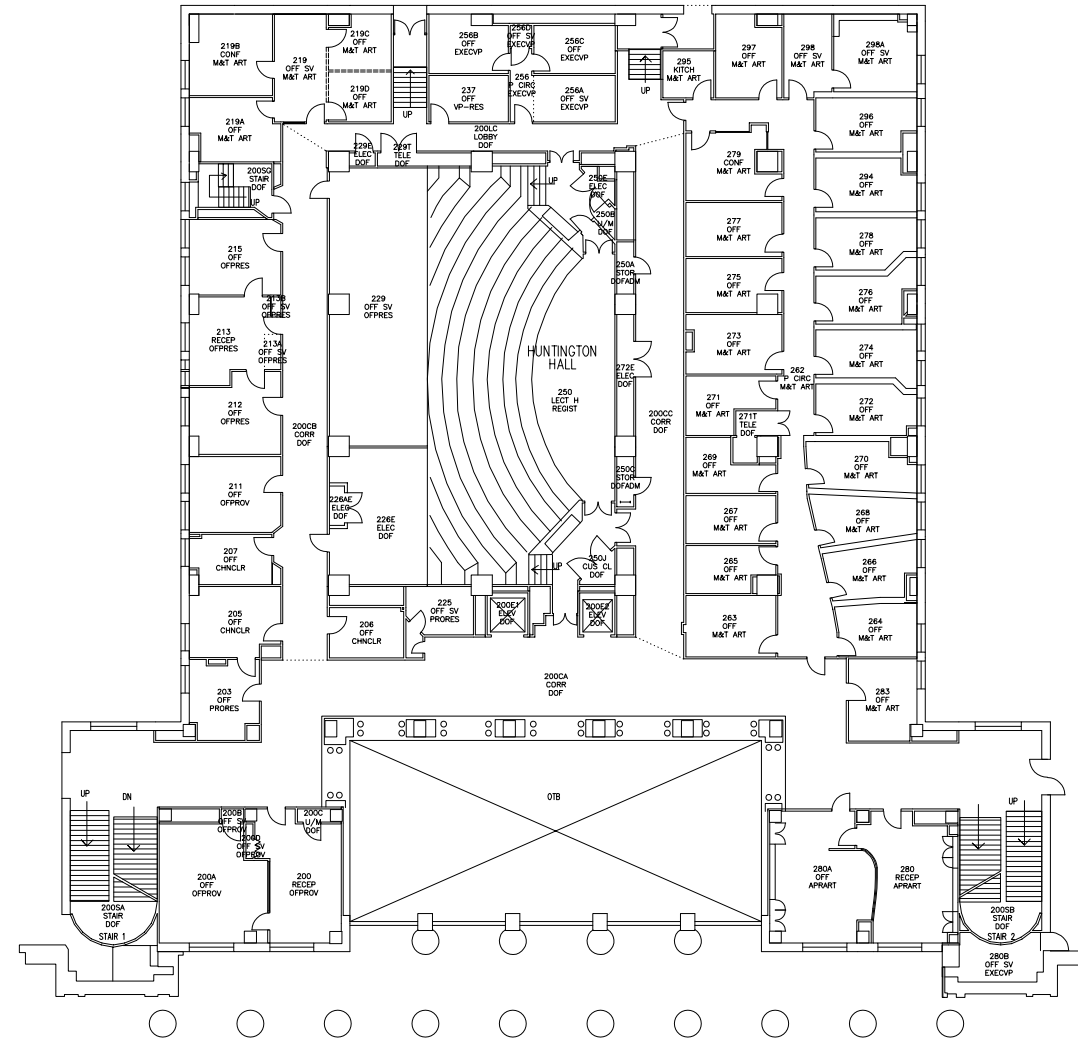 219B
CONF
M&T ART
219
OFF SV
M&T ART
219C
OFF
M&T ART
219D
OFF
M&T ART
219A
OFF
M&T ART
UP
256B
OFF
EXECVP
256D
OFF SV
EXECVP
256C
OFF
EXECVP
237
OFF
VP-RES
256
P CIRC
EXECVP
256A
OFF SV
EXECVP
UP
295
KITCH
M&T ART
297
OFF
M&T ART
298
OFF SV
M&T ART
298A
OFF SV
M&T ART
200LC
LOBBY
DOF
229E
ELEC
DOF
229T
TELE
DOF
200SG
STAIR
DOF
UP
UP
250E
ELEC
DOF
250B
U/M
DOF
279
CONF
M&T ART
296
OFF
M&T ART
294
OFF
M&T ART
215
OFF
OFPRES
277
OFF
M&T ART
278
OFF
M&T ART
250A
STOR
DOFADM
275
OFF
M&T ART
276
OFF
M&T ART
213B
OFF SV
OFPRES
229
OFF SV
OFPRES
213
RECEP
OFPRES
213A
OFF SV
OFPRES
273
OFF
M&T ART
274
OFF
M&T ART
HUNTINGTON
HALL
250
LECT H
REGIST
272E
ELEC
DOF
262
P CIRC
M&T ART
212
OFF
OFPRES
271
OFF
M&T ART
271T
TELE
DOF
272
OFF
M&T ART
200CB
CORR
DOF
200CC
CORR
DOF
269
OFF
M&T ART
270
OFF
M&T ART
211
OFF
OFPROV
250C
STOR
DOFADM
226AE
ELEC
DOF
226E
ELEC
DOF
267
OFF
M&T ART
268
OFF
M&T ART
207
OFF
CHNCLR
UP
250J
CUS CL
DOF
265
OFF
M&T ART
266
OFF
M&T ART
205
OFF
CHNCLR
206
OFF
CHNCLR
225
OFF SV
PRORES
200E1
ELEV
DOF
200E2
ELEV
DOF
263
OFF
M&T ART
264
OFF
M&T ART
203
OFF
PRORES
200CA
CORR
DOF
283
OFF
M&T ART
UP
DN
OTB
UP
200B
OFF SV
OFPROV
200C
U/M
DOF
200D
OFF SV
OFPROV
200A
OFF
OFPROV
200
RECEP
OFPROV
280A
OFF
APRART
280
RECEP
APRART
200SA
STAIR
DOF
STAIR 1
200SB
STAIR
DOF
STAIR 2
280B
OFF SV
EXECVP